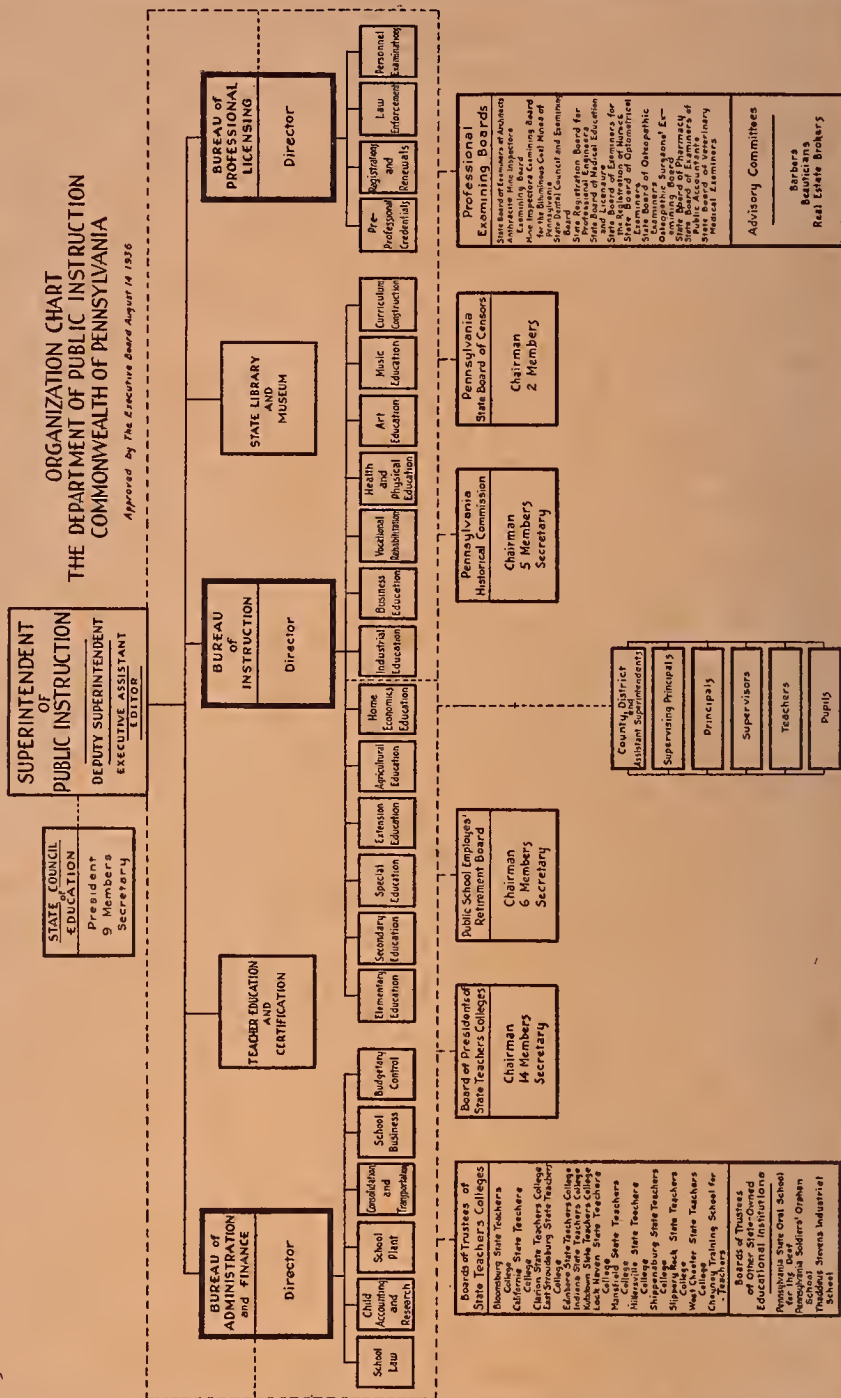 ORGANIZATION CHART
THE DEPARTMENT OF PUBLIC INSTRUCTION
COMMONWEALTH OF PENNSYLVANIA
Approved by The Executive Board August 14 1936
SUPERINTENDENT
OF
PUBLIC INSTRUCTION
DEPUTY SUPERINTENDENT
EXECUTIVE ASSISTANT
EDITOR
STATE COUNCIL
of
EDUCATION
President
9 Members
Secretary
BUREAU of
ADMINISTRATION
and FINANCE
Director
TEACHER EDUCATION
AND
CERTIFICATION
BUREAU
of
INSTRUCTION
Director
STATE LIBRARY
AND
MUSEUM
BUREAU of
PROFESSIONAL
LICENSING
Director
School
Law
Child
Accounting
and
Research
School
Plant
Consolidation
and
Transportation
School
Business
Budgetary
Control
Elementary
Education
Secondary
Education
Special
Education
Extension
Education
Agricultural
Education
Home
Economics
Education
Industrial
Education
Business
Education
Vocational
Rehabilitation
Health
and
Physical
Education
Art
Education
Music
Education
Curriculum
Construction
Pre-
Professional
Credentials
Registrations
and
Renewals
Law
Enforcement
Personnel
Examinations
Boards of Trustees of
State Teachers Colleges
Bloomsburg State Teachers
College
California State Teachers
College
Clarion State Teachers College
East Stroudsburg State Teachers
College
Edinboro State Teachers College
Indiana State Teachers College
Kutztown State Teachers College
Lock Haven State Teachers
College
Mansfield State Teachers
College
Millersville State Teachers
College
Shippensburg State Teachers
College
Slippery Rock State Teachers
College
West Chester State Teachers
College
Cheyney Training School for
Teachers
Boards of Trustees
of Other State-Owned
Educational Institutions
Pennsylvania State Oral School
for the Deaf
Pennsylvania Soldiers' Orphan
School
Thaddeus Stevens Industrial
School
Board of Presidents of
State Teachers Colleges
Chairman
14 Members
Secretary
Public School Employes'
Retirement Board
Chairman
6 Members
Secretary
Pennsylvania
Historical Commission
Chairman
5 Members
Secretary
Pennsylvania
State Board of Censors
Chairman
2 Members
Professional
Examining Boards
State Board of Examiners of Architects
Anthracite Mine Inspectors
Examining Board
Mine Inspectors Examining Board
for the Bituminous Coal Mines of
Pennsylvania
State Dental Council and Examining
Board
State Registration Board for
Professional Engineers
State Board of Medical Education
and Licensure
State Board of Examiners for
the Registration of Nurses
State Board of Optometrical
Examiners
State Board of Osteopathic
Examiners
Osteopathic Surgeons' Ex-
amining Board
State Board of Pharmacy
State Board of Examiners of
Public Accountants
State Board of Veterinary
Medical Examiners
Advisory Committees
Barbers
Beauticians
Real Estate Brokers
County, District
and
Assistant Superintendents
Supervising Principals
Principals
Supervisors
Teachers
Pupils